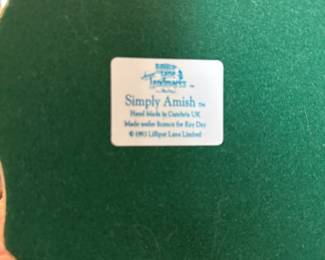 Lane
Landmarks
Simply Amish TM
Hand Made in Cumbria UK
Made under licence for Ray Day
© 1993 Lilliput Lane Limited